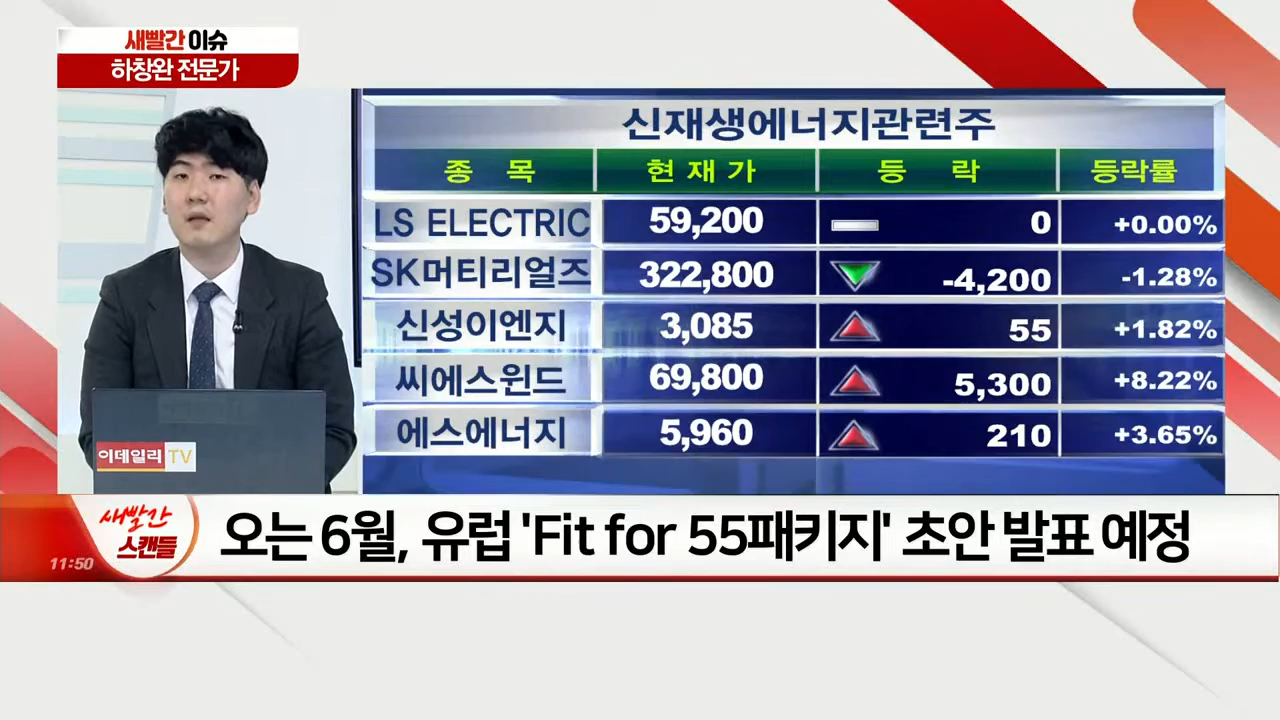 새빨간 이슈
하창완 전문가
신재생에너지관련주
종 목 현재가 등 락 등락률
LS ELECTRIC 59,200 0 +0.00%
SK머티리얼즈 322,800 -4,200 -1.28%
신성이엔지 3,085 55 +1.82%
씨에스윈드 69,800 5,300 +8.22%
에스에너지 5,960 210 +3.65%
이데일리TV
새빨간
스캔들
11:50
오는 6월, 유럽 'Fit for 55패키지' 초안 발표 예정